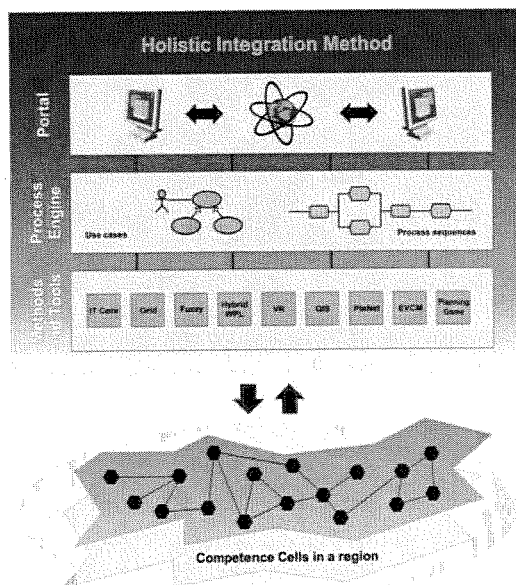 Holistic Integration Method
Portal
Process
Engine
Use cases
Process sequences
Methods
and Tools
IT Core
Grid
Fuzzy
Hybrid
WPL
VR
GIS
PlaNet
EVCM
Planning
Game
Competence Cells in a region